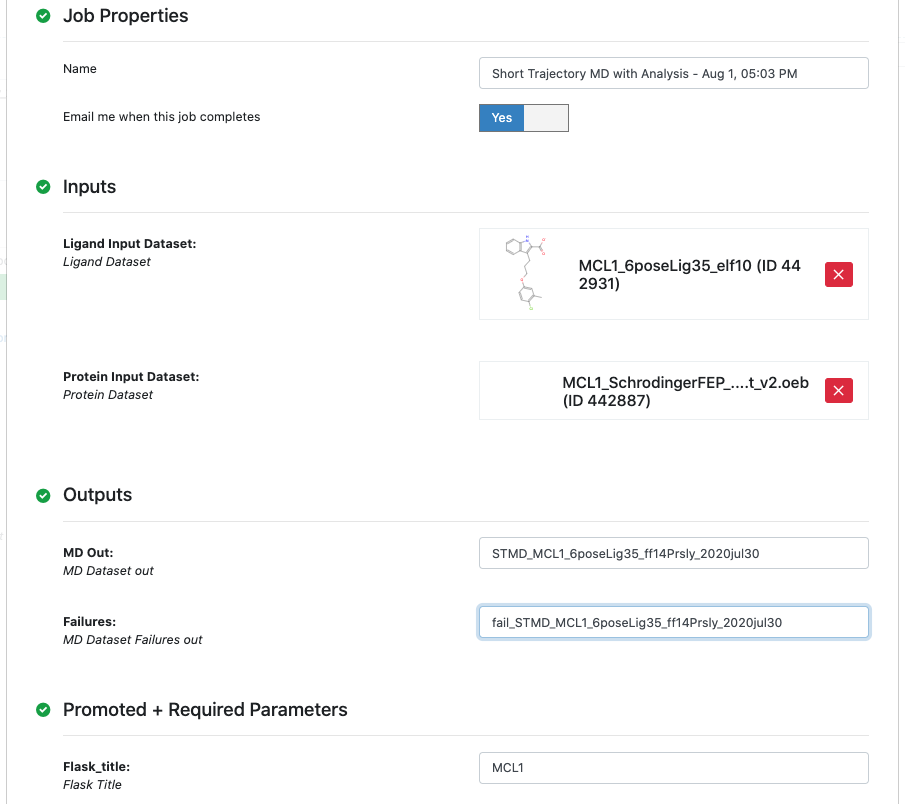 Job Properties
Name
Short Trajectory MD with Analysis - Aug 1, 05:03 PM
Email me when this job completes
Yes
Inputs
Ligand Input Dataset:
Ligand Dataset
MCL1_6poseLig35_elf10 (ID 44
2931)
Protein Input Dataset:
Protein Dataset
MCL1_SchrodingerFEP_....t_v2.oeb
(ID 442887)
Outputs
MD Out:
MD Dataset out
STMD_MCL1_6poseLig35_ff14Prsly_2020jul30
Failures:
MD Dataset Failures out
fail_STMD_MCL1_6poseLig35_ff14Prsly_2020jul30
Promoted + Required Parameters
Flask_title:
Flask Title
MCL1